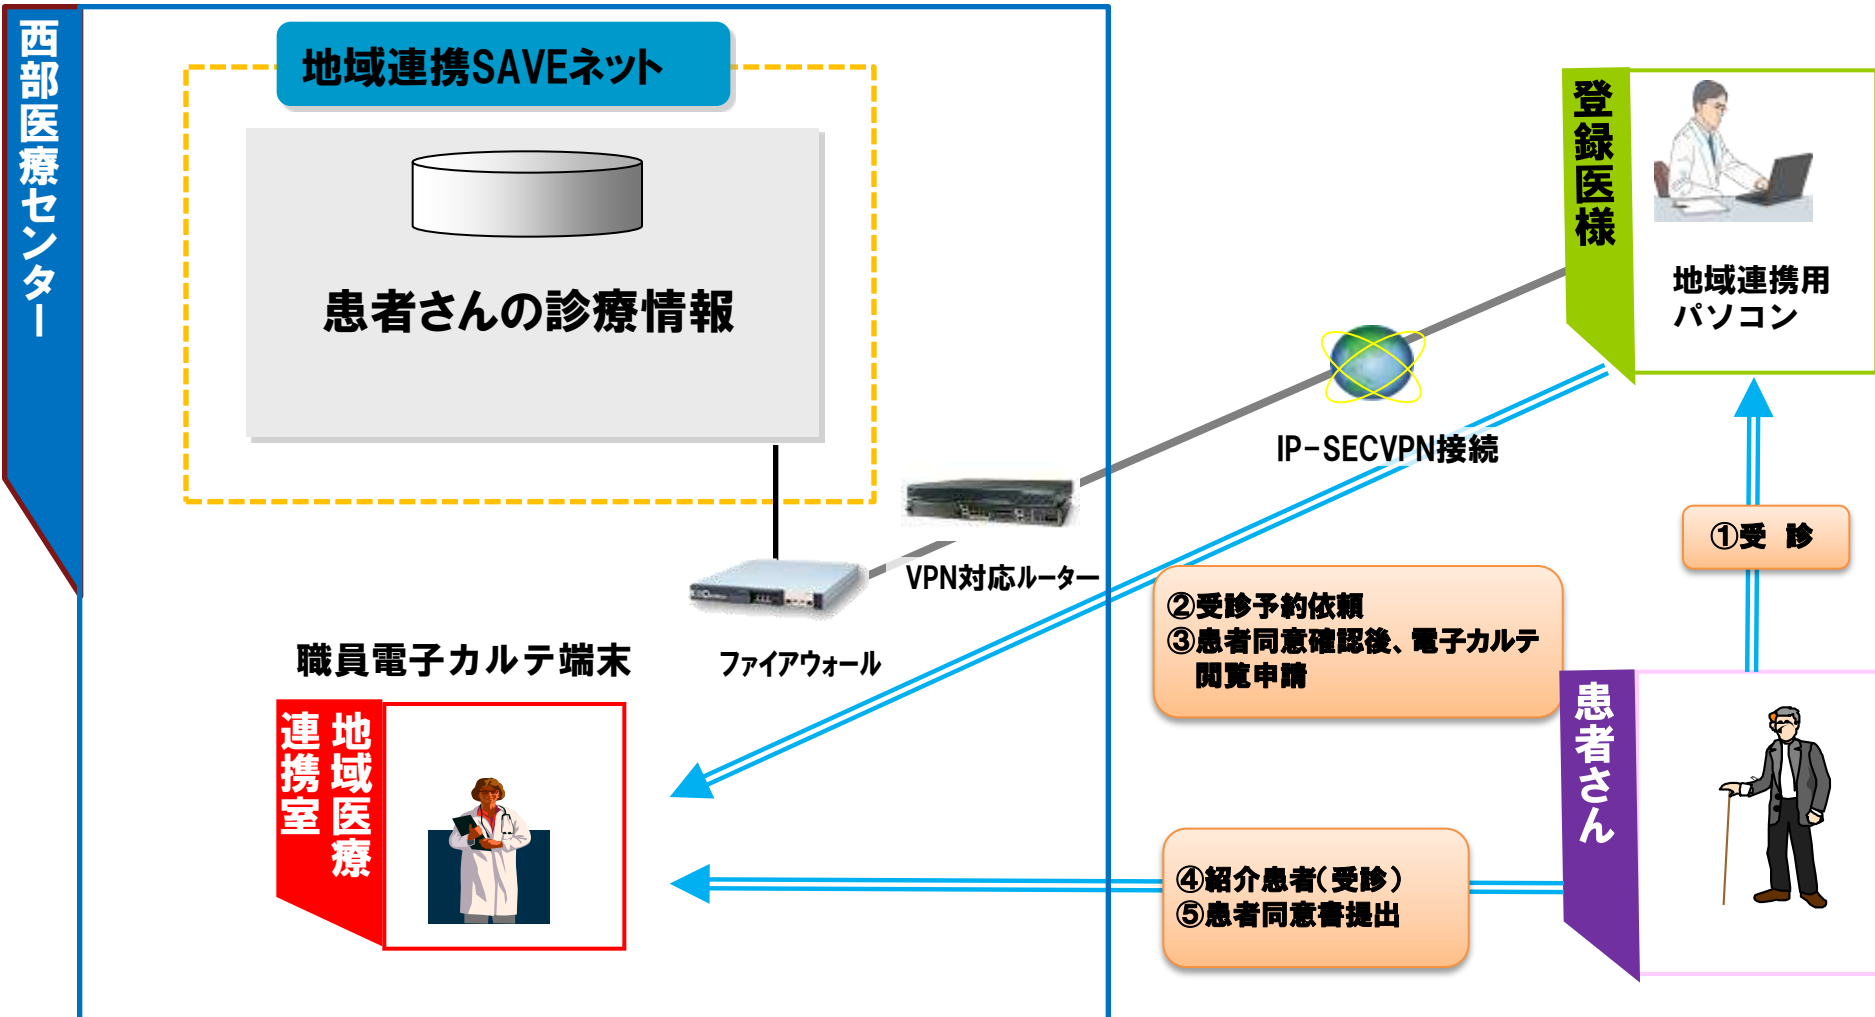 西部医療センター
地域連携SAVEネット
患者さんの診療情報
登録医様
地域連携用
パソコン
IP-SECVPN接続
VPN対応ルーター
ファイアウォール
①受　診
②受診予約依頼
③患者同意確認後、電子カルテ
閲覧申請
職員電子カルテ端末
地域医療
連携室
患者さん
④紹介患者(受診)
⑤患者同意書提出